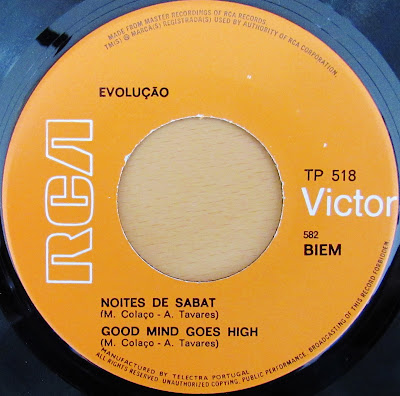 MADE FROM MASTER RECORDINGS OF RCA RECORDS.
TM(S) ® MARCA(S) REGISTRADA(S) USED BY AUTHORITY OF RCA CORPORATION.
EVOLUÇÃO
RCA
TP 518
Victor
582
BIEM
NOITES DE SABAT
(M. Colaço - A. Tavares)
GOOD MIND GOES HIGH
(M. Colaço - A. Tavares)
MANUFACTURED BY TELECTRA PORTUGAL
ALL RIGHTS RESERVED. UNAUTHORIZED COPYING, PUBLIC PERFORMANCE, BROADCASTING OF THIS RECORD FORBIDDEN